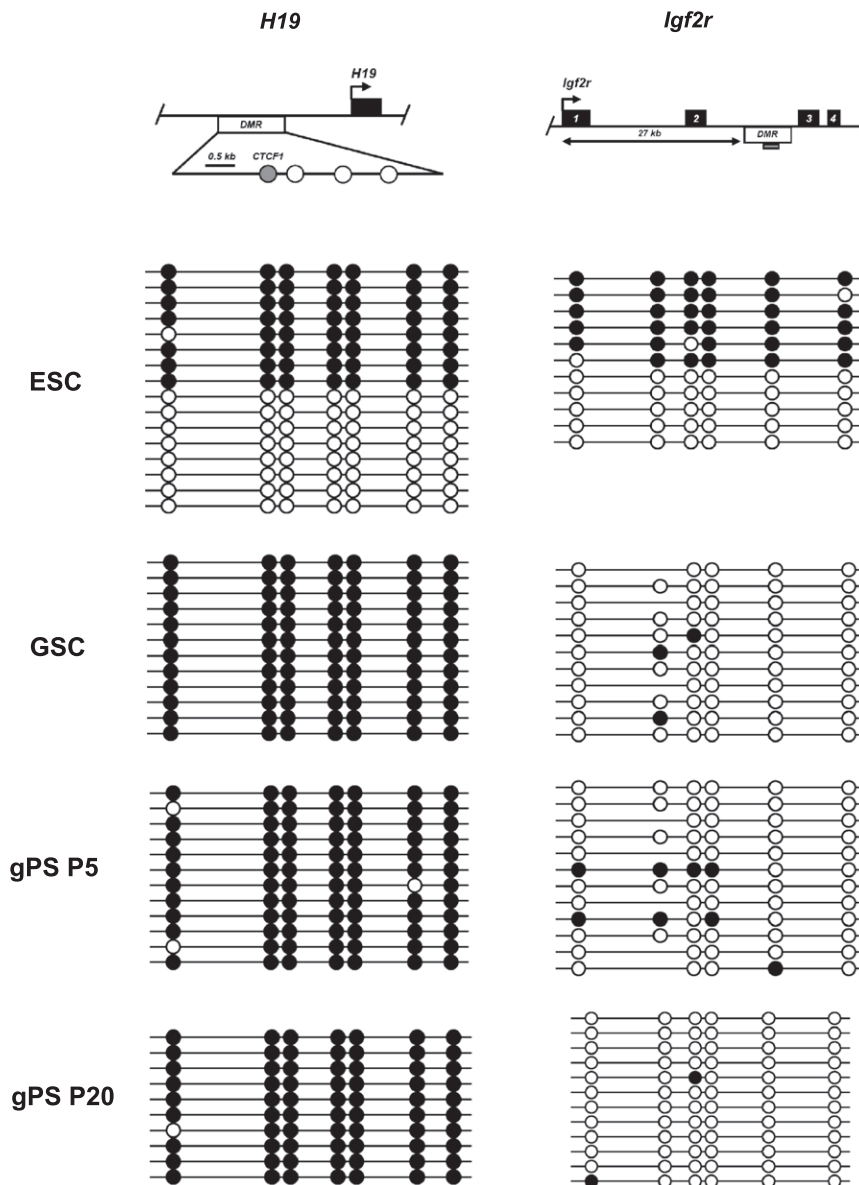 H19
Igf2r
H19
DMR
0.5 kb
CTCF1
Igf2r
1
2
3
4
27 kb
DMR
ESC
GSC
gPS P5
gPS P20